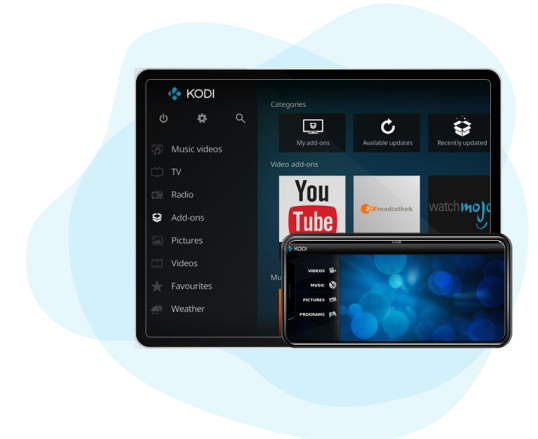 KODI
Categories
My add-ons
Available updates
Recently updated
Music videos
TV
Radio
Add-ons
Pictures
Videos
Favourites
Weather
Video add-ons
You
Tube
ZDFmediathek
watchmojo
Mu
KODI
VIDEOS
MUSIC
PICTURES
PROGRAMS